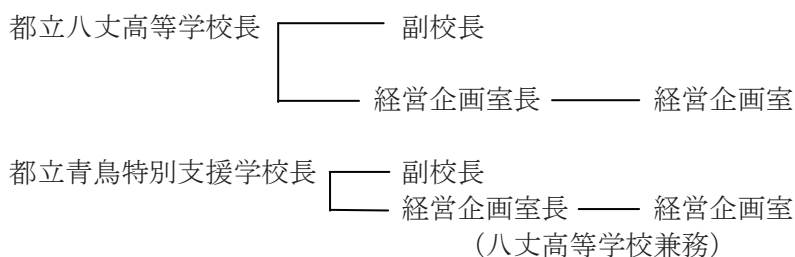 都立八丈高等学校長 副校長
経営企画室長 経営企画室
都立青鳥特別支援学校長 副校長
経営企画室長 経営企画室
（八丈高等学校兼務）